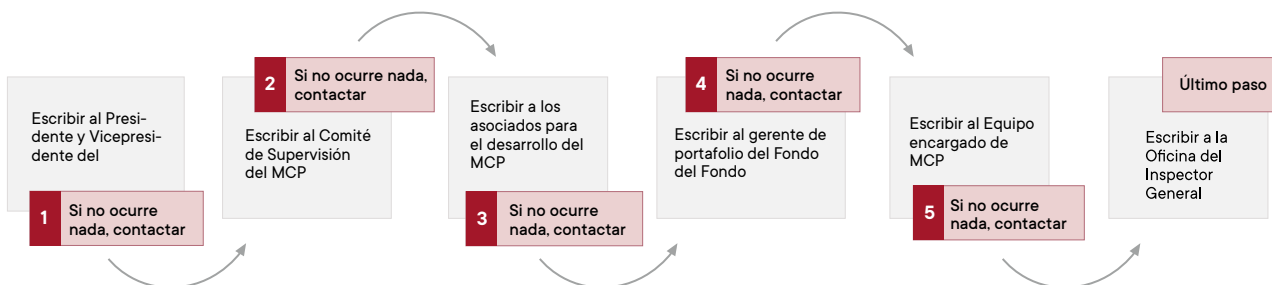 Escribir al Presi-
dente y Vicepresi-
dente del
1 Si no ocurre
nada, contactar
2 Si no ocurre nada,
contactar
Escribir al Comité
de Supervisión
del MCP
Escribir a los
asociados para
el desarrollo del
MCP
3 Si no ocurre
nada, contactar
4 Si no ocurre
nada, contactar
Escribir al gerente de
portafolio del Fondo
del Fondo
Escribir al Equipo
encargado de
MCP
5 Si no ocurre
nada, contactar
Último paso
Escribir a la
Oficina del
Inspector
General